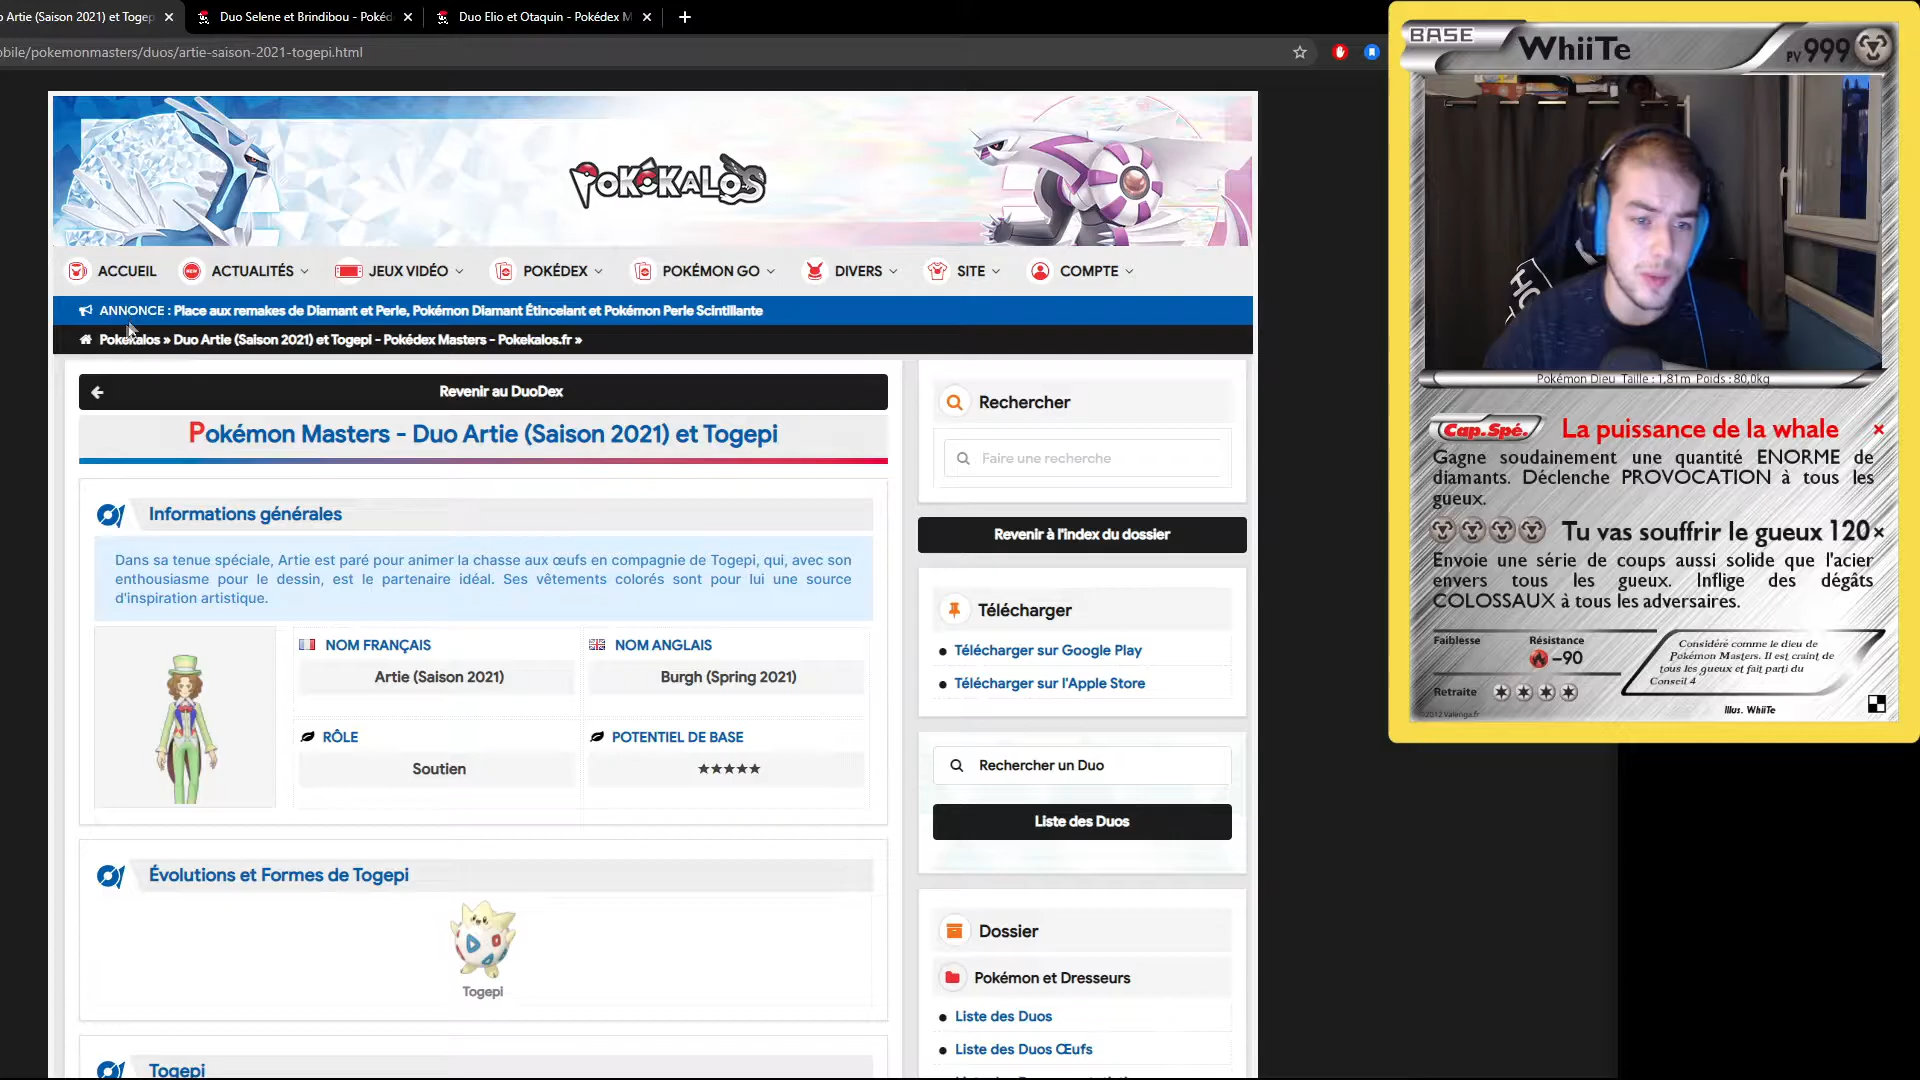 Artie (Saison 2021) et Togep
Duo Selene et Brindibou - Pokéd
Duo Elio et Otaquin - Pokédex M
obile/pokemonmasters/duos/artie-saison-2021-togepi.html
POKÉKALOS
ACCUEIL
ACTUALITÉS
JEUX VIDÉO
POKÉDEX
POKÉMON GO
DIVERS
SITE
COMPTE
ANNONCE : Place aux remakes de Diamant et Perle, Pokémon Diamant Étincelant et Pokémon Perle Scintillante
Pokekalos » Duo Artie (Saison 2021) et Togepi - Pokédex Masters - Pokekalos.fr »
Revenir au DuoDex
Pokémon Masters - Duo Artie (Saison 2021) et Togepi
Informations générales
Dans sa tenue spéciale, Artie est paré pour animer la chasse aux œufs en compagnie de Togepi, qui, avec son
enthousiasme pour le dessin, est le partenaire idéal. Ses vêtements colorés sont pour lui une source
d'inspiration artistique.
NOM FRANÇAIS
Artie (Saison 2021)
NOM ANGLAIS
Burgh (Spring 2021)
RÔLE
Soutien
POTENTIEL DE BASE
★★★★★
Évolutions et Formes de Togepi
Togepi
Togepi
Rechercher
Faire une recherche
Revenir à l'index du dossier
Télécharger
Télécharger sur Google Play
Télécharger sur l'Apple Store
Rechercher un Duo
Liste des Duos
Dossier
Pokémon et Dresseurs
Liste des Duos
Liste des Duos Œufs
BASE
WhiiTe
PV 999
Pokémon Dieu Taille : 1,81m Poids : 80,0kg
Cap.Spé. La puissance de la whale ×
Gagne soudainement une quantité ENORME de
diamants. Déclenche PROVOCATION à tous les
gueux.
Tu vas souffrir le gueux 120×
Envoie une série de coups aussi solide que l'acier
envers tous les gueux. Inflige des dégâts
COLOSSAUX à tous les adversaires.
Faiblesse
Résistance
-90
Retraite
Considéré comme le dieu de
Pokémon Masters. Il est craint de
tous les gueux et fait parti du
Conseil 4
Illus. WhiiTe
©2012 Valenga.fr